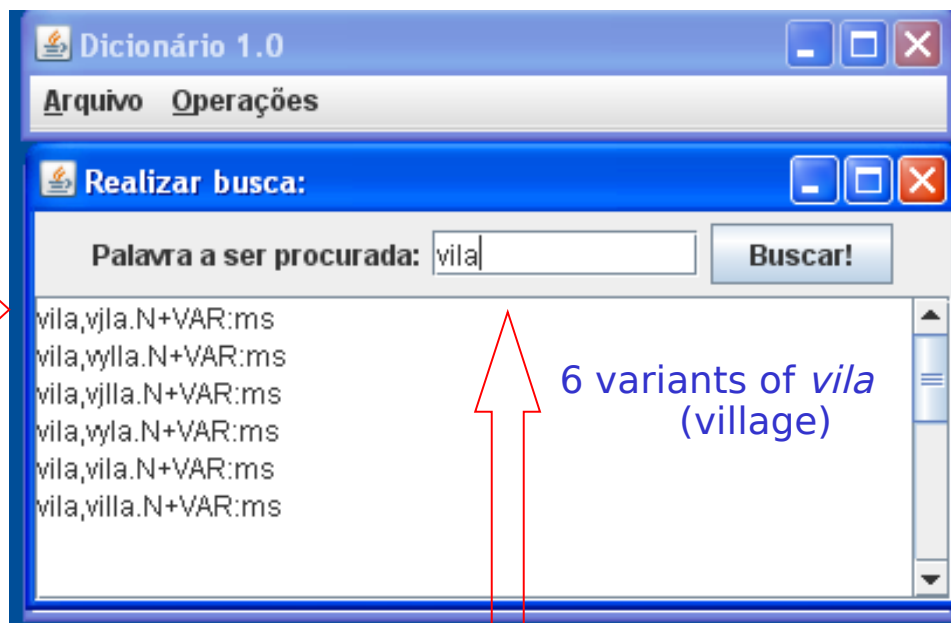 Dicionário 1.0
Arquivo Operações
Realizar busca:
Palavra a ser procurada: vila Buscar!
vila,vjla.N+VAR:ms
vila,vylla.N+VAR:ms
vila,vjlla.N+VAR:ms
vila,vyla.N+VAR:ms
vila,vila.N+VAR:ms
vila,villa.N+VAR:ms
6 variants of vila
(village)